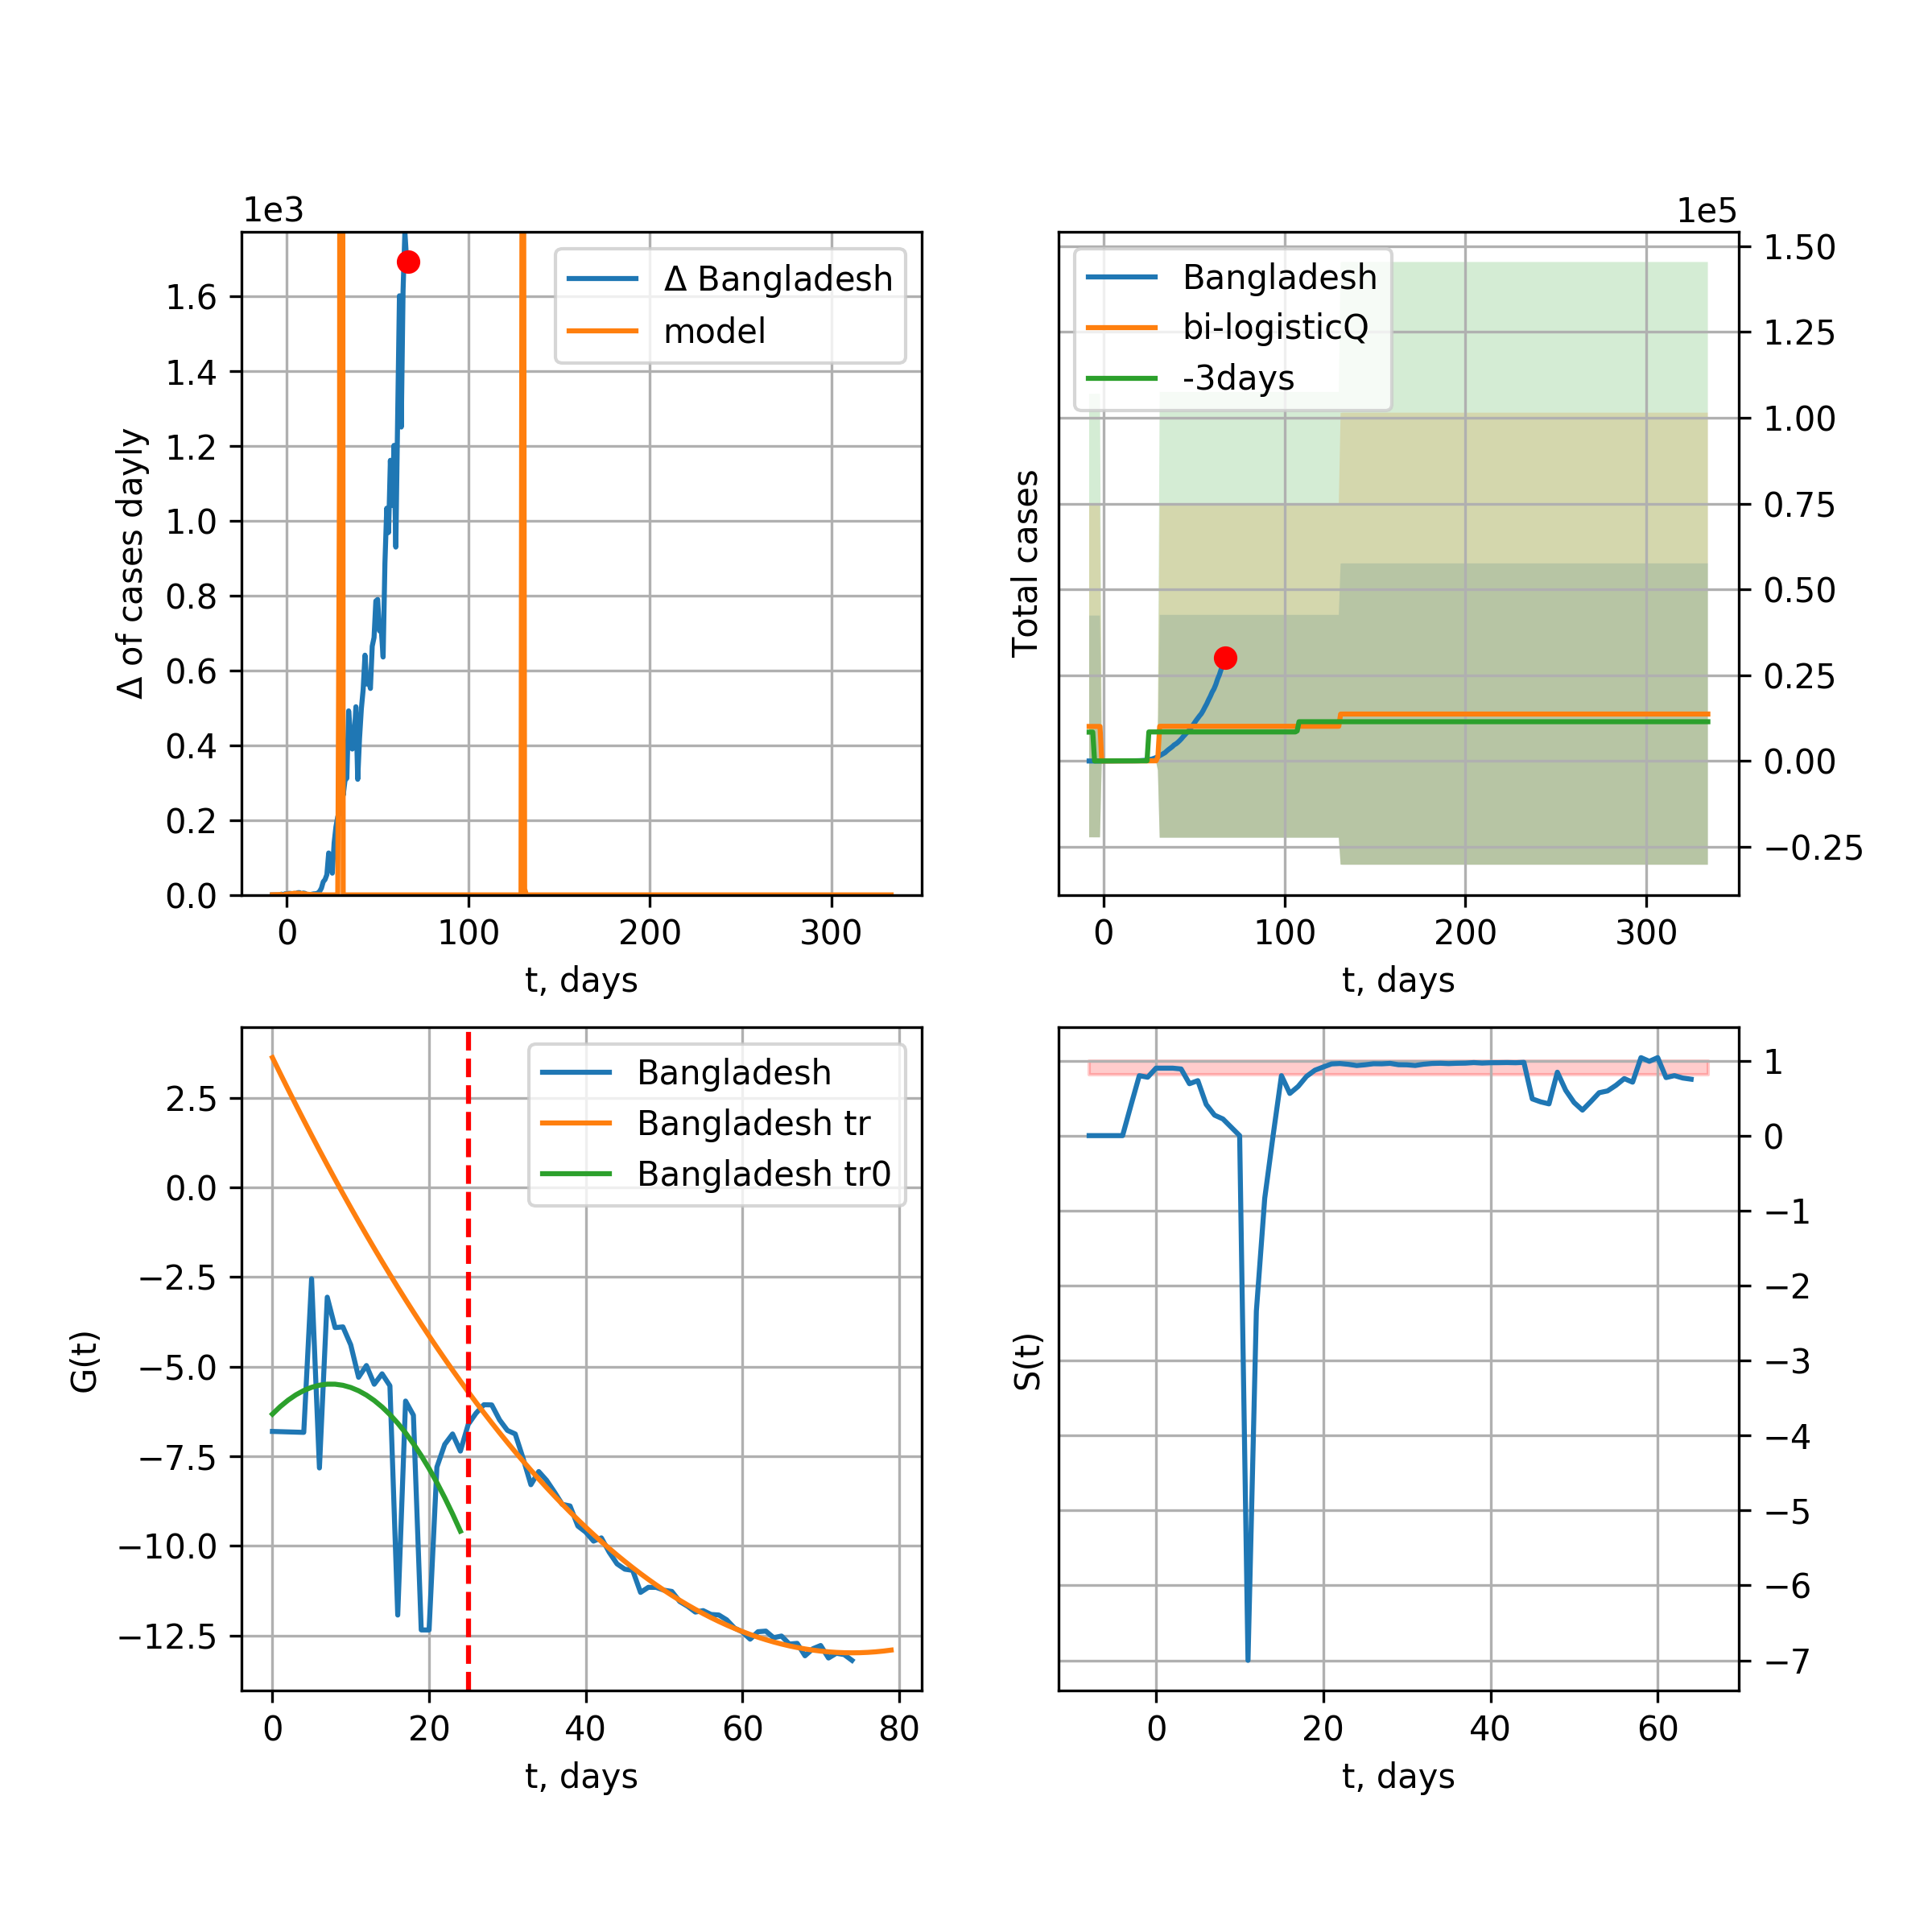 1e3
Δ of cases dayly
1.6
1.4
1.2
1.0
0.8
0.6
0.4
0.2
0.0
0 100 200 300
t, days
Δ Bangladesh
model
1e5
Total cases
1.50
1.25
1.00
0.75
0.50
0.25
0.00
−0.25
0 100 200 300
t, days
Bangladesh
bi-logisticQ
-3days
G(t)
2.5
0.0
−2.5
−5.0
−7.5
−10.0
−12.5
0 20 40 60 80
t, days
Bangladesh
Bangladesh tr
Bangladesh tr0
S(t)
1
0
−1
−2
−3
−4
−5
−6
−7
0 20 40 60
t, days